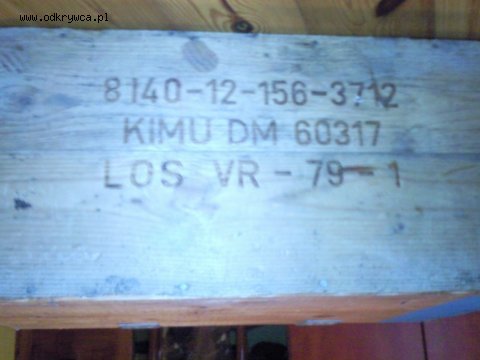 www.odkrywca.pl
8140-12-156-3712
KIMU DM 60317
LOS VR - 79 - 1